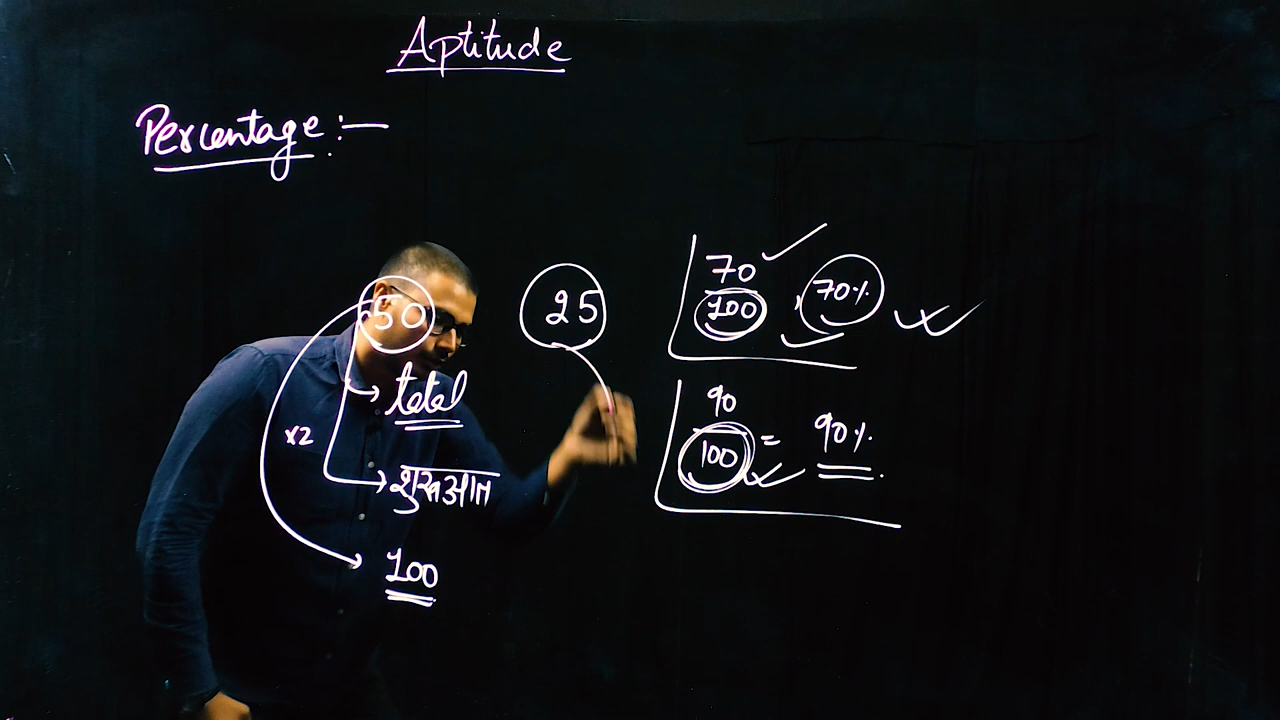 Aptitude
Percentage :-
50
total
x2
शुरुआत
100
25
70
100 , 70%
90
100 = 90%.